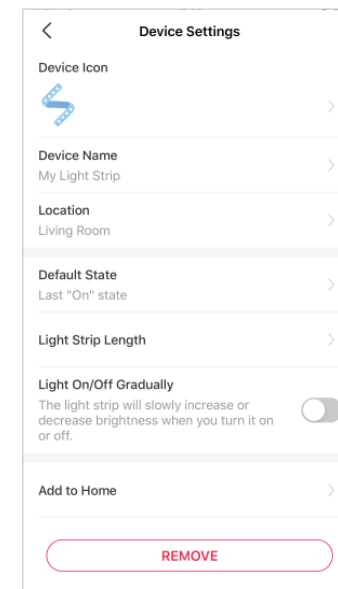 Device Settings
Device Icon
Device Name
My Light Strip
Location
Living Room
Default State
Last "On" state
Light Strip Length
Light On/Off Gradually
The light strip will slowly increase or
decrease brightness when you turn it on
or off.
Add to Home
REMOVE